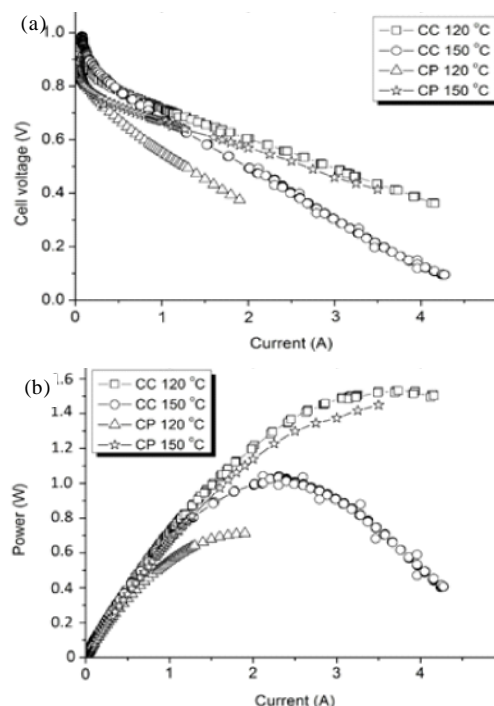 (a)
1.0
0.8
0.6
0.4
0.2
0.0
Cell voltage (V)
CC 120 °C
CC 150 °C
CP 120 °C
CP 150 °C
0 1 2 3 4
Current (A)
(b)
1.6
1.4
1.2
1.0
0.8
0.6
0.4
0.2
0.0
Power (W)
CC 120 °C
CC 150 °C
CP 120 °C
CP 150 °C
0 1 2 3 4
Current (A)